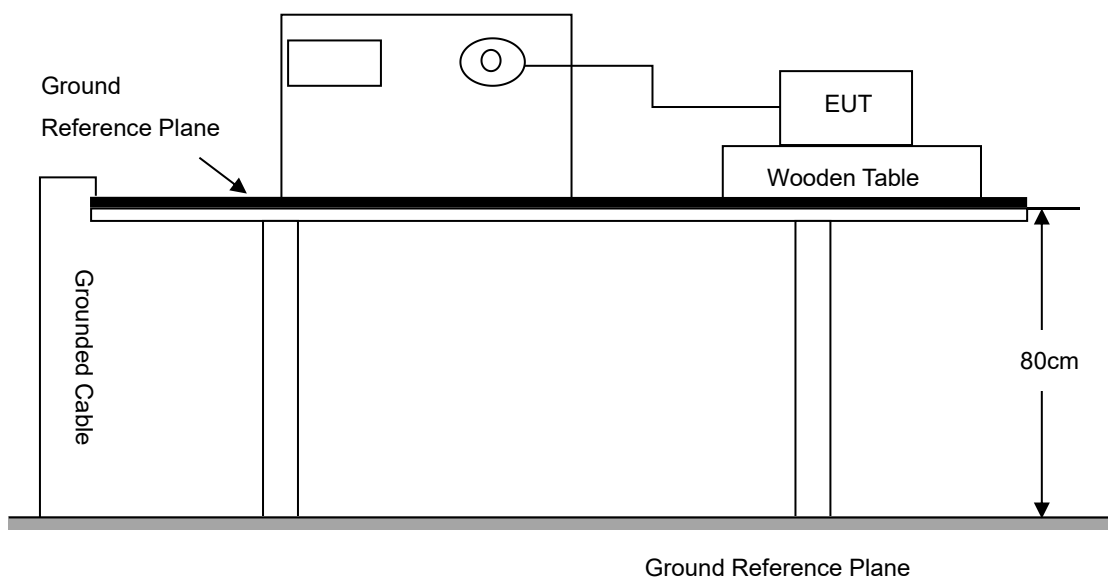 Ground
Reference Plane
EUT
Wooden Table
Grounded Cable
80cm
Ground Reference Plane